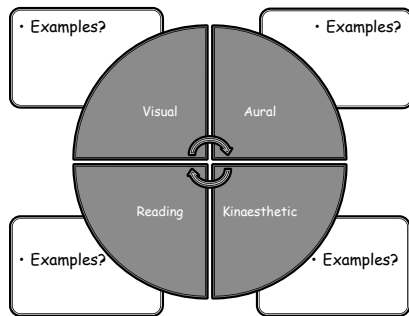 • Examples?
• Examples?
Visual
Aural
Reading
Kinaesthetic
• Examples?
• Examples?